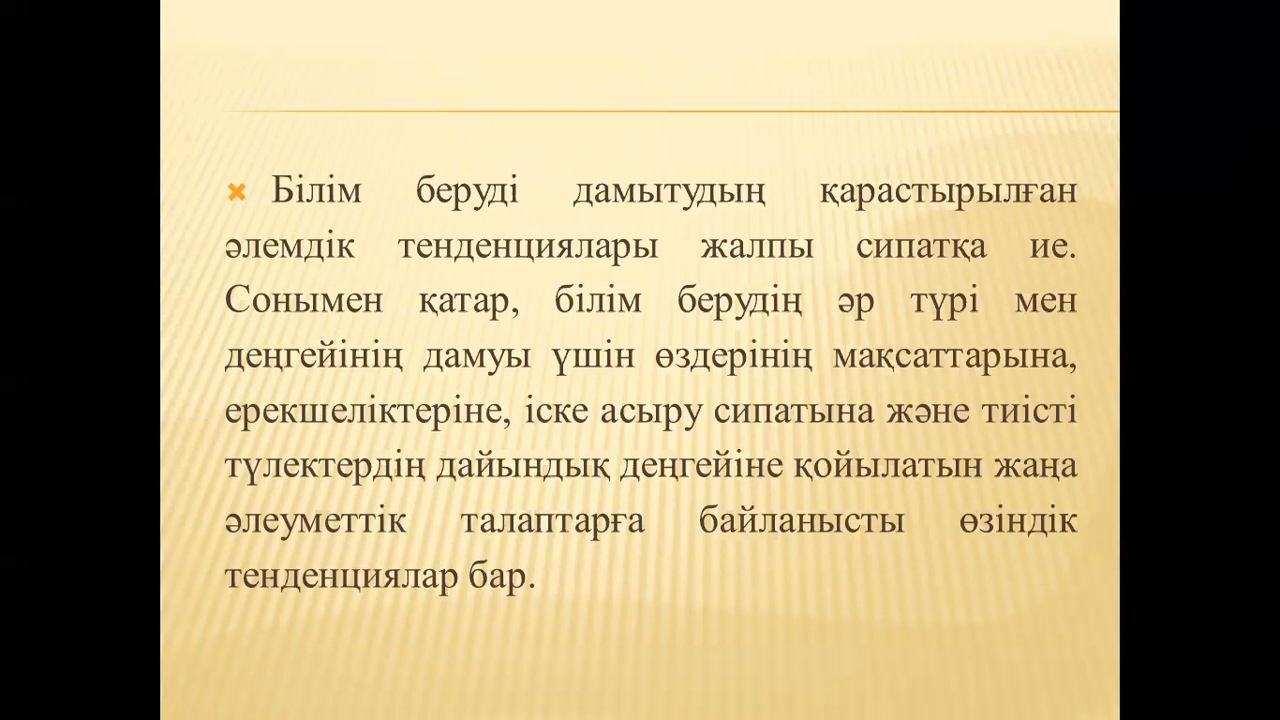 Білім беруді дамытудың қарастырылған
әлемдік тенденциялары жалпы сипатқа ие.
Сонымен қатар, білім берудің әр түрі мен
деңгейінің дамуы үшін өздерінің мақсаттарына,
ерекшеліктеріне, іске асыру сипатына және тиісті
түлектердің дайындық деңгейіне қойылатын жаңа
әлеуметтік талаптарға байланысты өзіндік
тенденциялар бар.